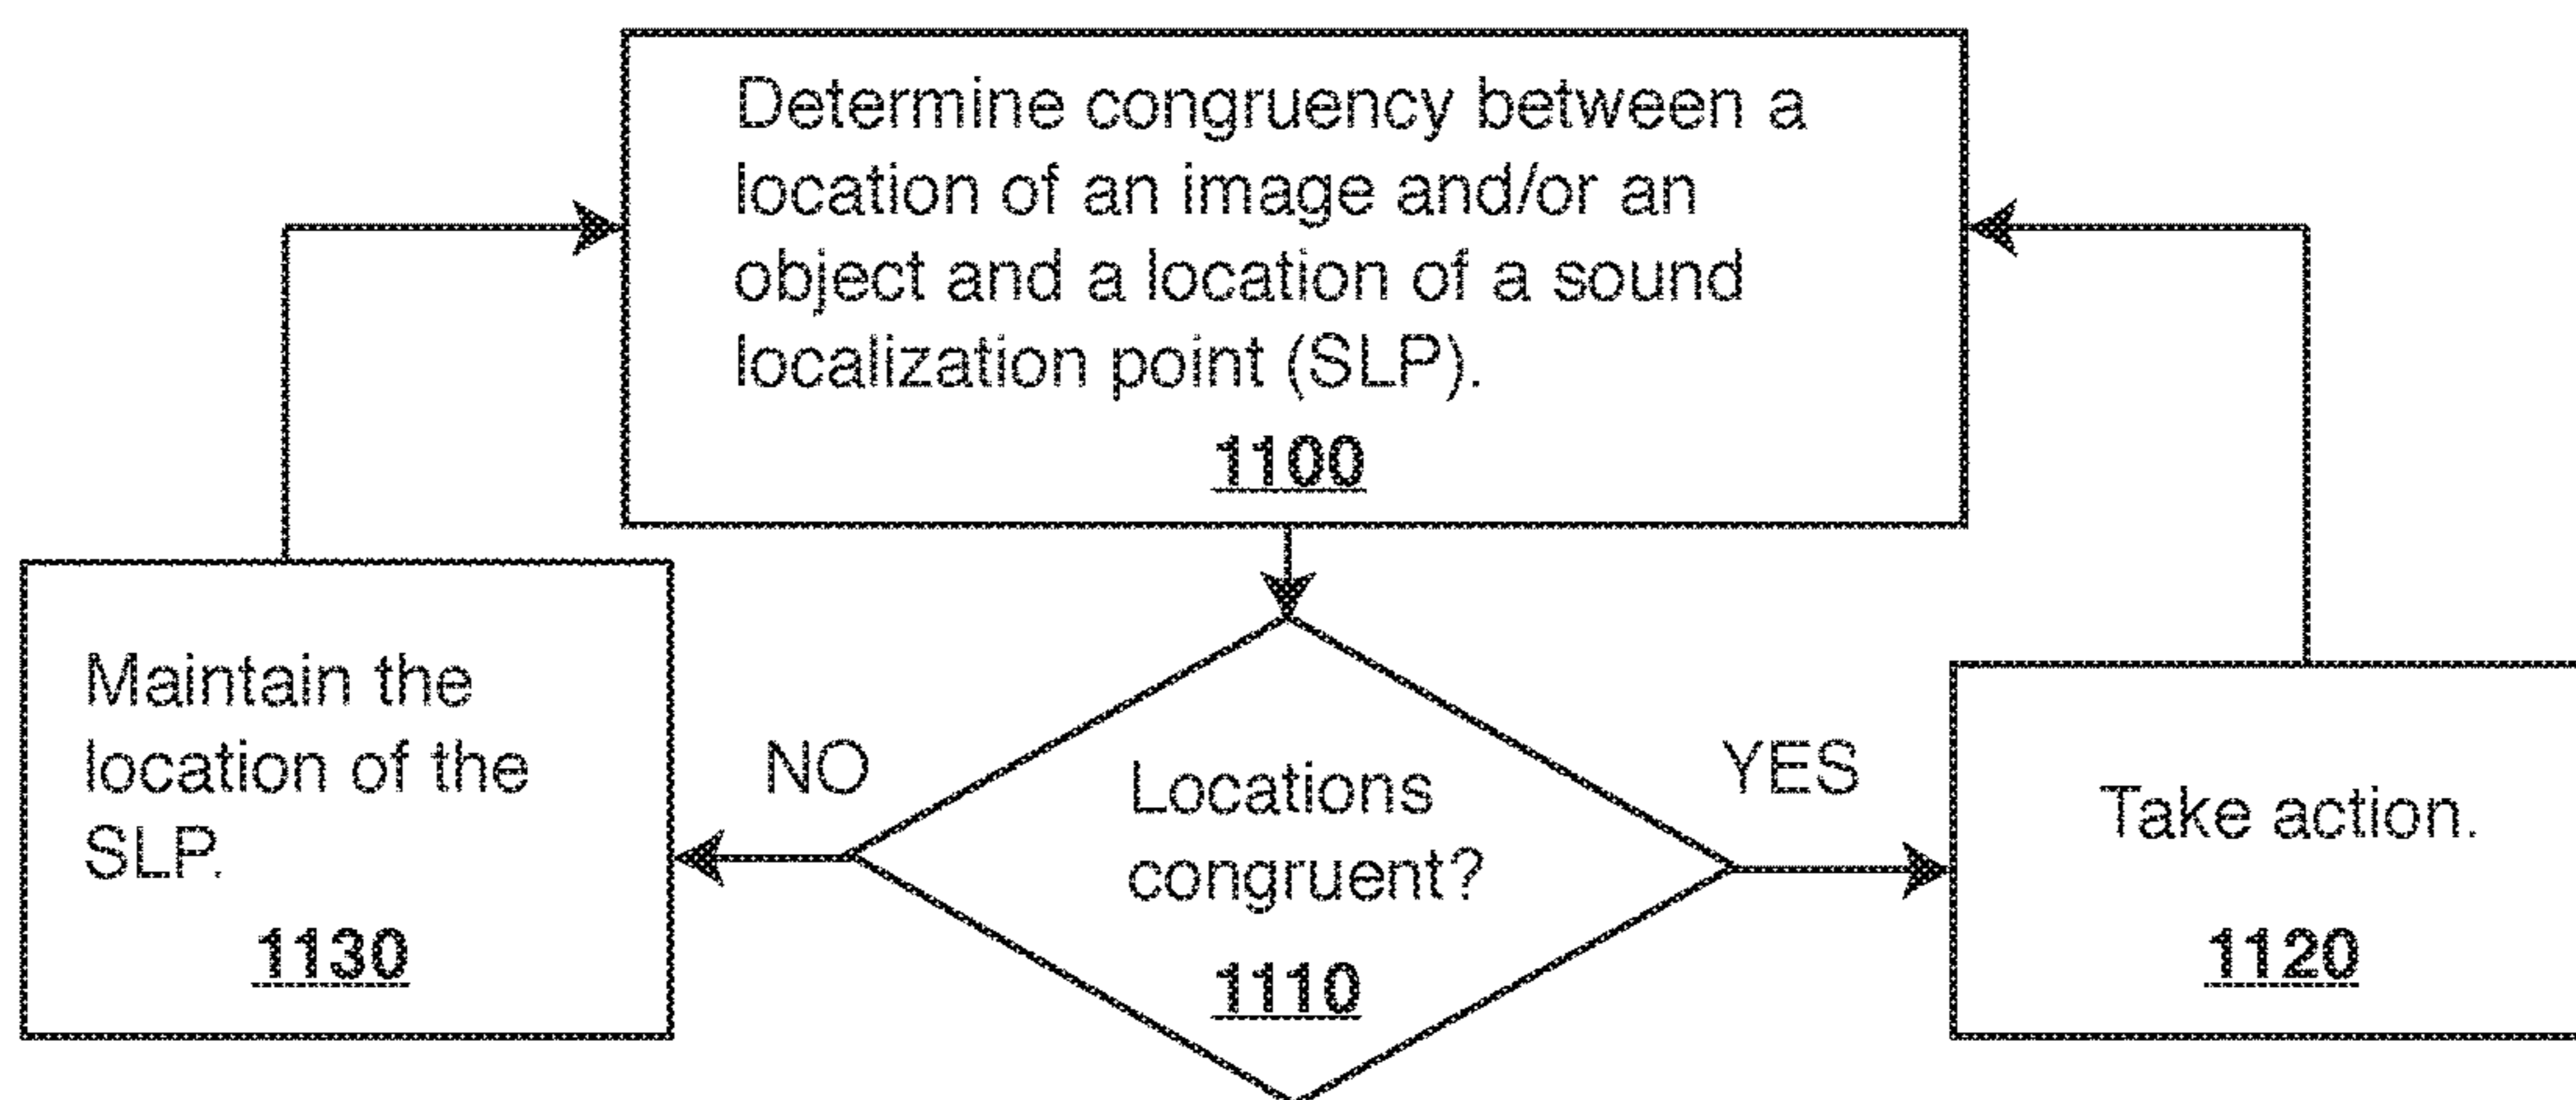 Determine congruency between a
location of an image and/or an
object and a location of a sound
localization point (SLP).
1100
Maintain the
location of the
SLP.
1130
NO
Locations
congruent?
1110
YES
Take action.
1120